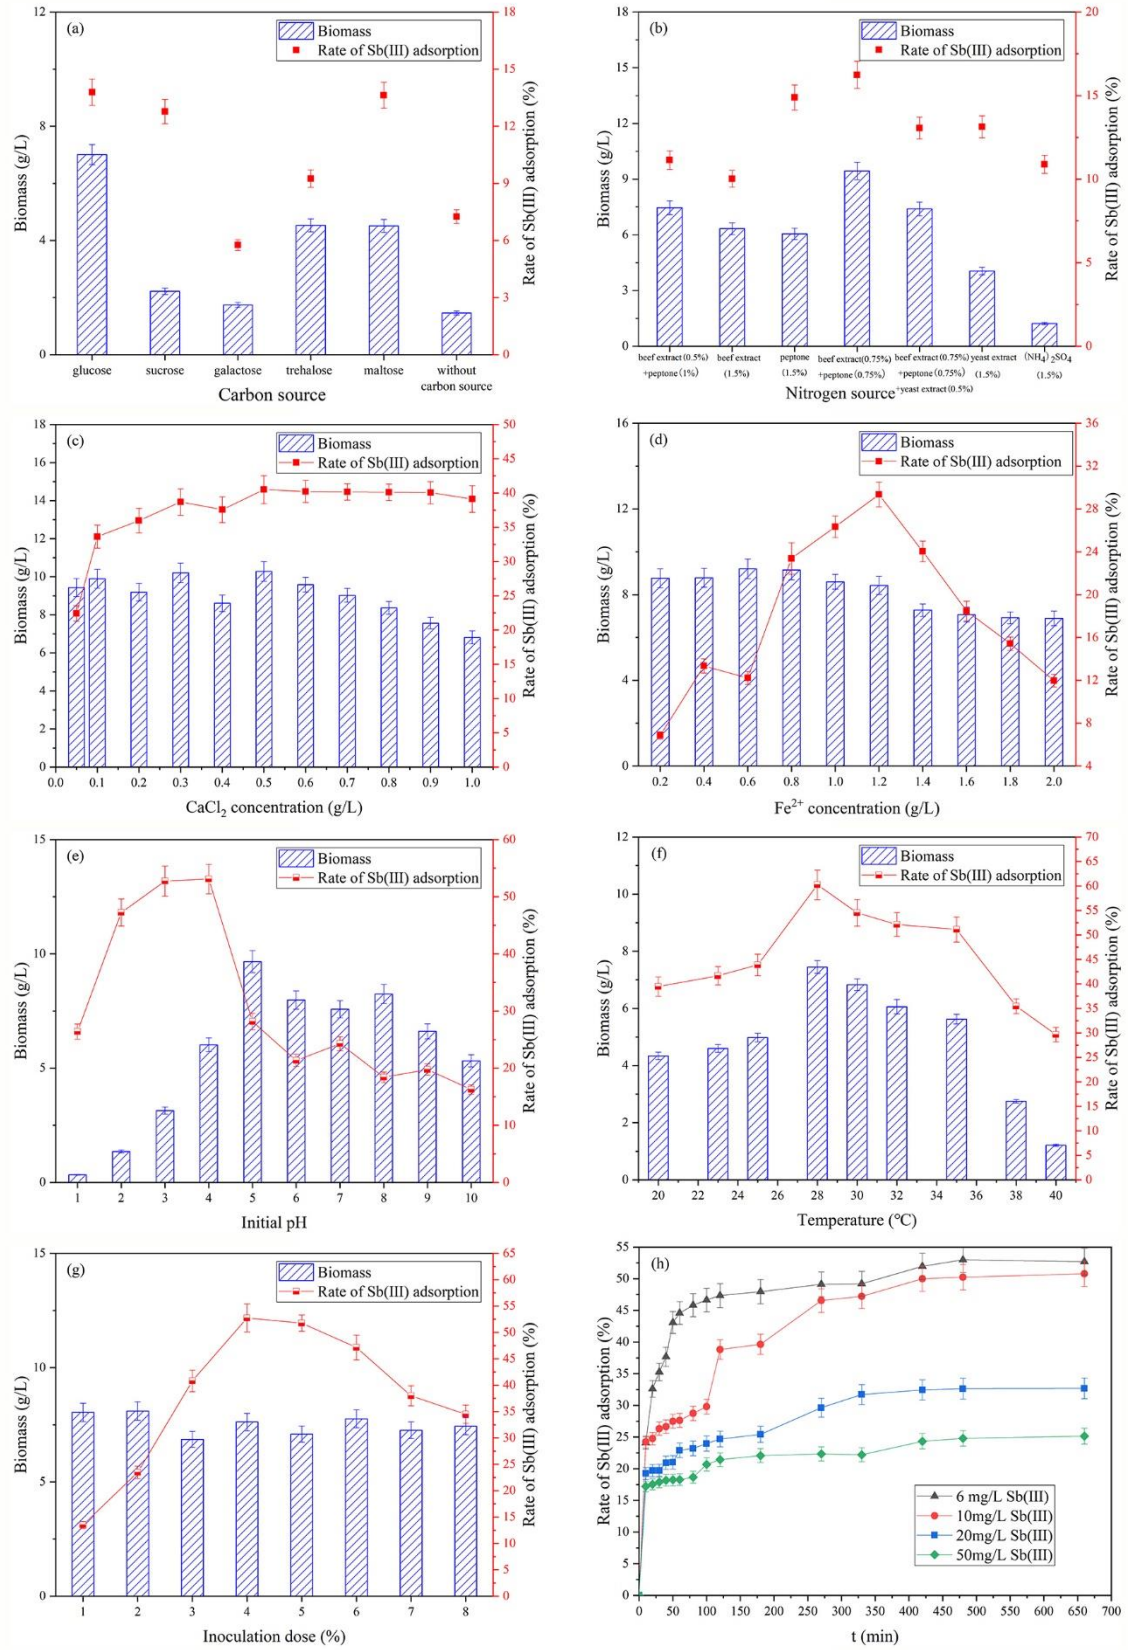 (a)
Biomass
Rate of Sb(III) adsorption
12
8
4
0
Biomass (g/L)
18
15
12
9
6
3
0
Rate of Sb(III) adsorption (%)
glucose
sucrose
galactose
trehalose
maltose
without
carbon source
Carbon source
(b)
Biomass
Rate of Sb(III) adsorption
18
15
12
9
6
3
0
Biomass (g/L)
20
15
10
5
0
Rate of Sb(III) adsorption (%)
beef extract(0.5%)
+peptone(1%)
beef extract
(1.5%)
peptone
(1.5%)
beef extract(0.75%)
+peptone(0.75%)
beef extract(0.75%)
+peptone(0.75%)
+yeast extract(0.5%)
yeast extract
(1.5%)
(NH4)2SO4
(1.5%)
Nitrogen source
(c)
Biomass
Rate of Sb(III) adsorption
18
16
14
12
10
8
6
4
2
0
Biomass (g/L)
50
45
40
35
30
25
20
15
10
5
0
Rate of Sb(III) adsorption (%)
0.0 0.1 0.2 0.3 0.4 0.5 0.6 0.7 0.8 0.9 1.0
CaCl2 concentration (g/L)
(d)
Biomass
Rate of Sb(III) adsorption
16
12
8
4
0
Biomass (g/L)
36
32
28
24
20
16
12
8
4
Rate of Sb(III) adsorption (%)
0.2 0.4 0.6 0.8 1.0 1.2 1.4 1.6 1.8 2.0
Fe2+ concentration (g/L)
(e)
Biomass
Rate of Sb(III) adsorption
15
10
5
0
Biomass (g/L)
60
50
40
30
20
10
0
Rate of Sb(III) adsorption (%)
1 2 3 4 5 6 7 8 9 10
Initial pH
(f)
Biomass
Rate of Sb(III) adsorption
12
10
8
6
4
2
0
Biomass (g/L)
70
65
60
55
50
45
40
35
30
25
20
15
10
5
0
Rate of Sb(III) adsorption (%)
20 22 24 26 28 30 32 34 36 38 40
Temperature (℃)
(g)
Biomass
Rate of Sb(III) adsorption
15
10
5
0
Biomass (g/L)
65
60
55
50
45
40
35
30
25
20
15
10
5
0
Rate of Sb(III) adsorption (%)
1 2 3 4 5 6 7 8
Inoculation dose (%)
(h)
55
50
45
40
35
30
25
20
15
10
5
0
Rate of Sb(III) adsorption (%)
6 mg/L Sb(III)
10mg/L Sb(III)
20mg/L Sb(III)
50mg/L Sb(III)
0 50 100 150 200 250 300 350 400 450 500 550 600 650 700
t (min)